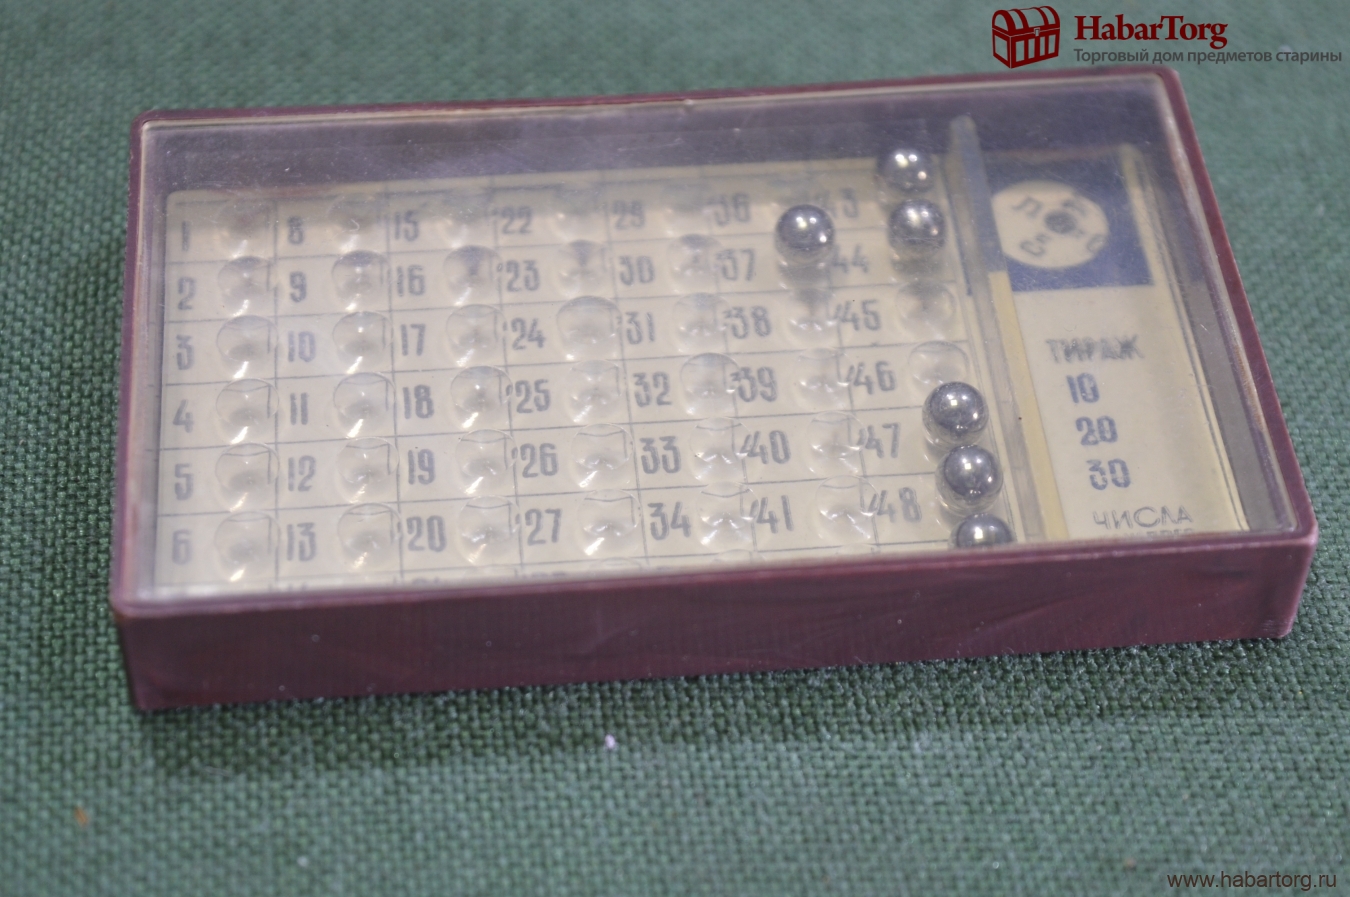 HabarTorg
Торговый дом предметов старины
1 8 15 22 29 36 43
2 9 16 23 30 37 44
3 10 17 24 31 38 45
4 11 18 25 32 39 46
5 12 19 26 33 40 47
6 13 20 27 34 41 48
ТИРАЖ
10
20
30
ЧИСЛА
www.habartorg.ru